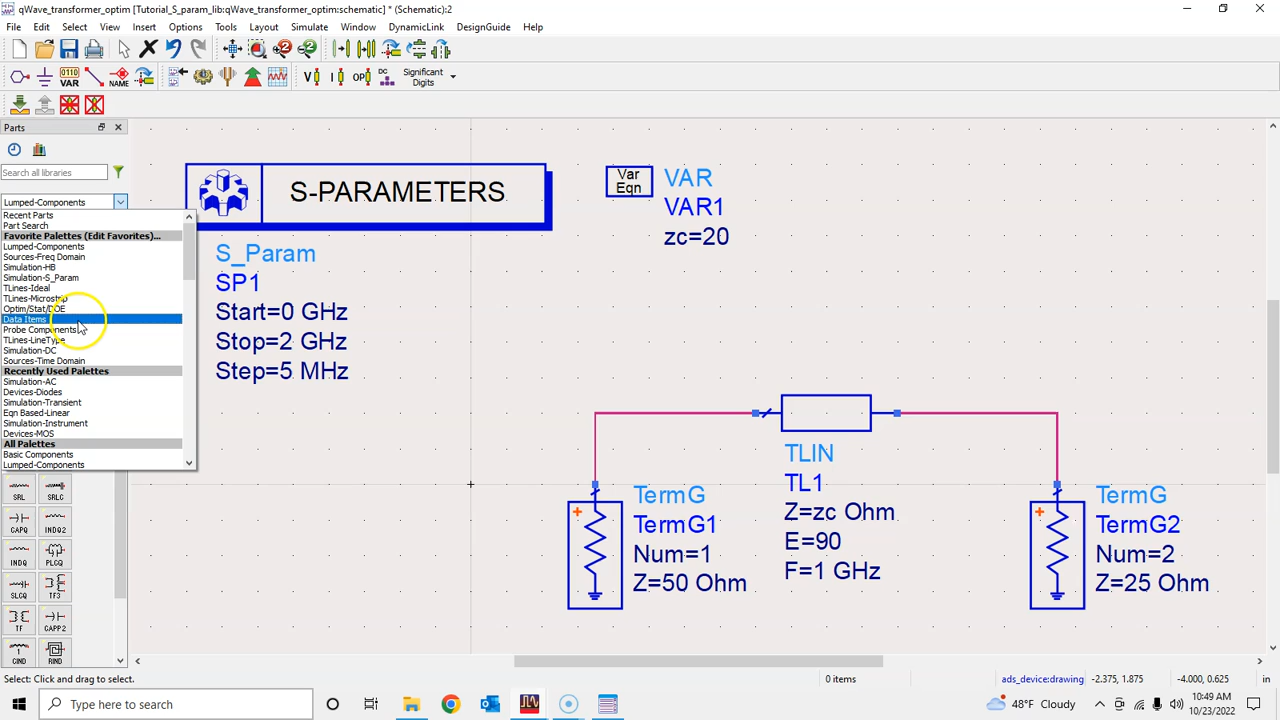 qWave_transformer_optim [Tutorial_S_param_lib:qWave_transformer_optim:schematic] * (Schematic):2
File Edit Select View Insert Options Tools Layout Simulate Window DynamicLink DesignGuide Help
0110 VAR NAME V I OP DC Significant Digits
Parts
Search all libraries
Lumped-Components
Recent Parts
Part Search
Favorite Palettes (Edit Favorites)...
Lumped-Components
Sources-Freq Domain
Simulation-HB
Simulation-S_Param
TLines-Ideal
TLines-Microstrip
Optim/Stat/DOE
Data Items
Probe Components
TLines-LineType
Simulation-DC
Sources-Time Domain
Recently Used Palettes
Simulation-AC
Devices-Diodes
Simulation-Transient
Eqn Based-Linear
Simulation-Instrument
Devices-MOS
All Palettes
Basic Components
Lumped-Components
SRL SRLC
CAPQ INDQ2
INDQ PLCQ
SLCQ TF3
TF CAPP2
CIND RIND
S-PARAMETERS
S_Param
SP1
Start=0 GHz
Stop=2 GHz
Step=5 MHz
Var
Eqn
VAR
VAR1
zc=20
TLIN
TL1
Z=zc Ohm
E=90
F=1 GHz
TermG
TermG1
Num=1
Z=50 Ohm
TermG
TermG2
Num=2
Z=25 Ohm
Select: Click and drag to select. 0 items ads_device:drawing -2.375, 1.875 -4.000, 0.625 in
Type here to search
48°F Cloudy
10:49 AM
10/23/2022